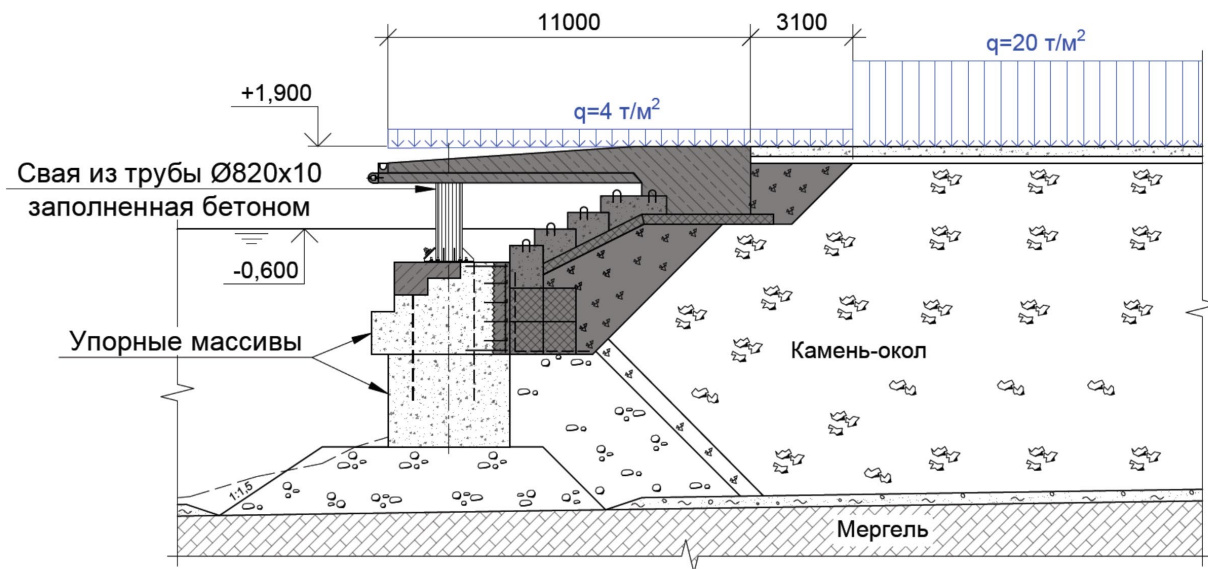 11000
3100
q=20 т/м²
+1,900
q=4 т/м²
Свая из трубы Ø820х10
заполненная бетоном
-0,600
Упорные массивы
Камень-окол
1:1,5
Мергель